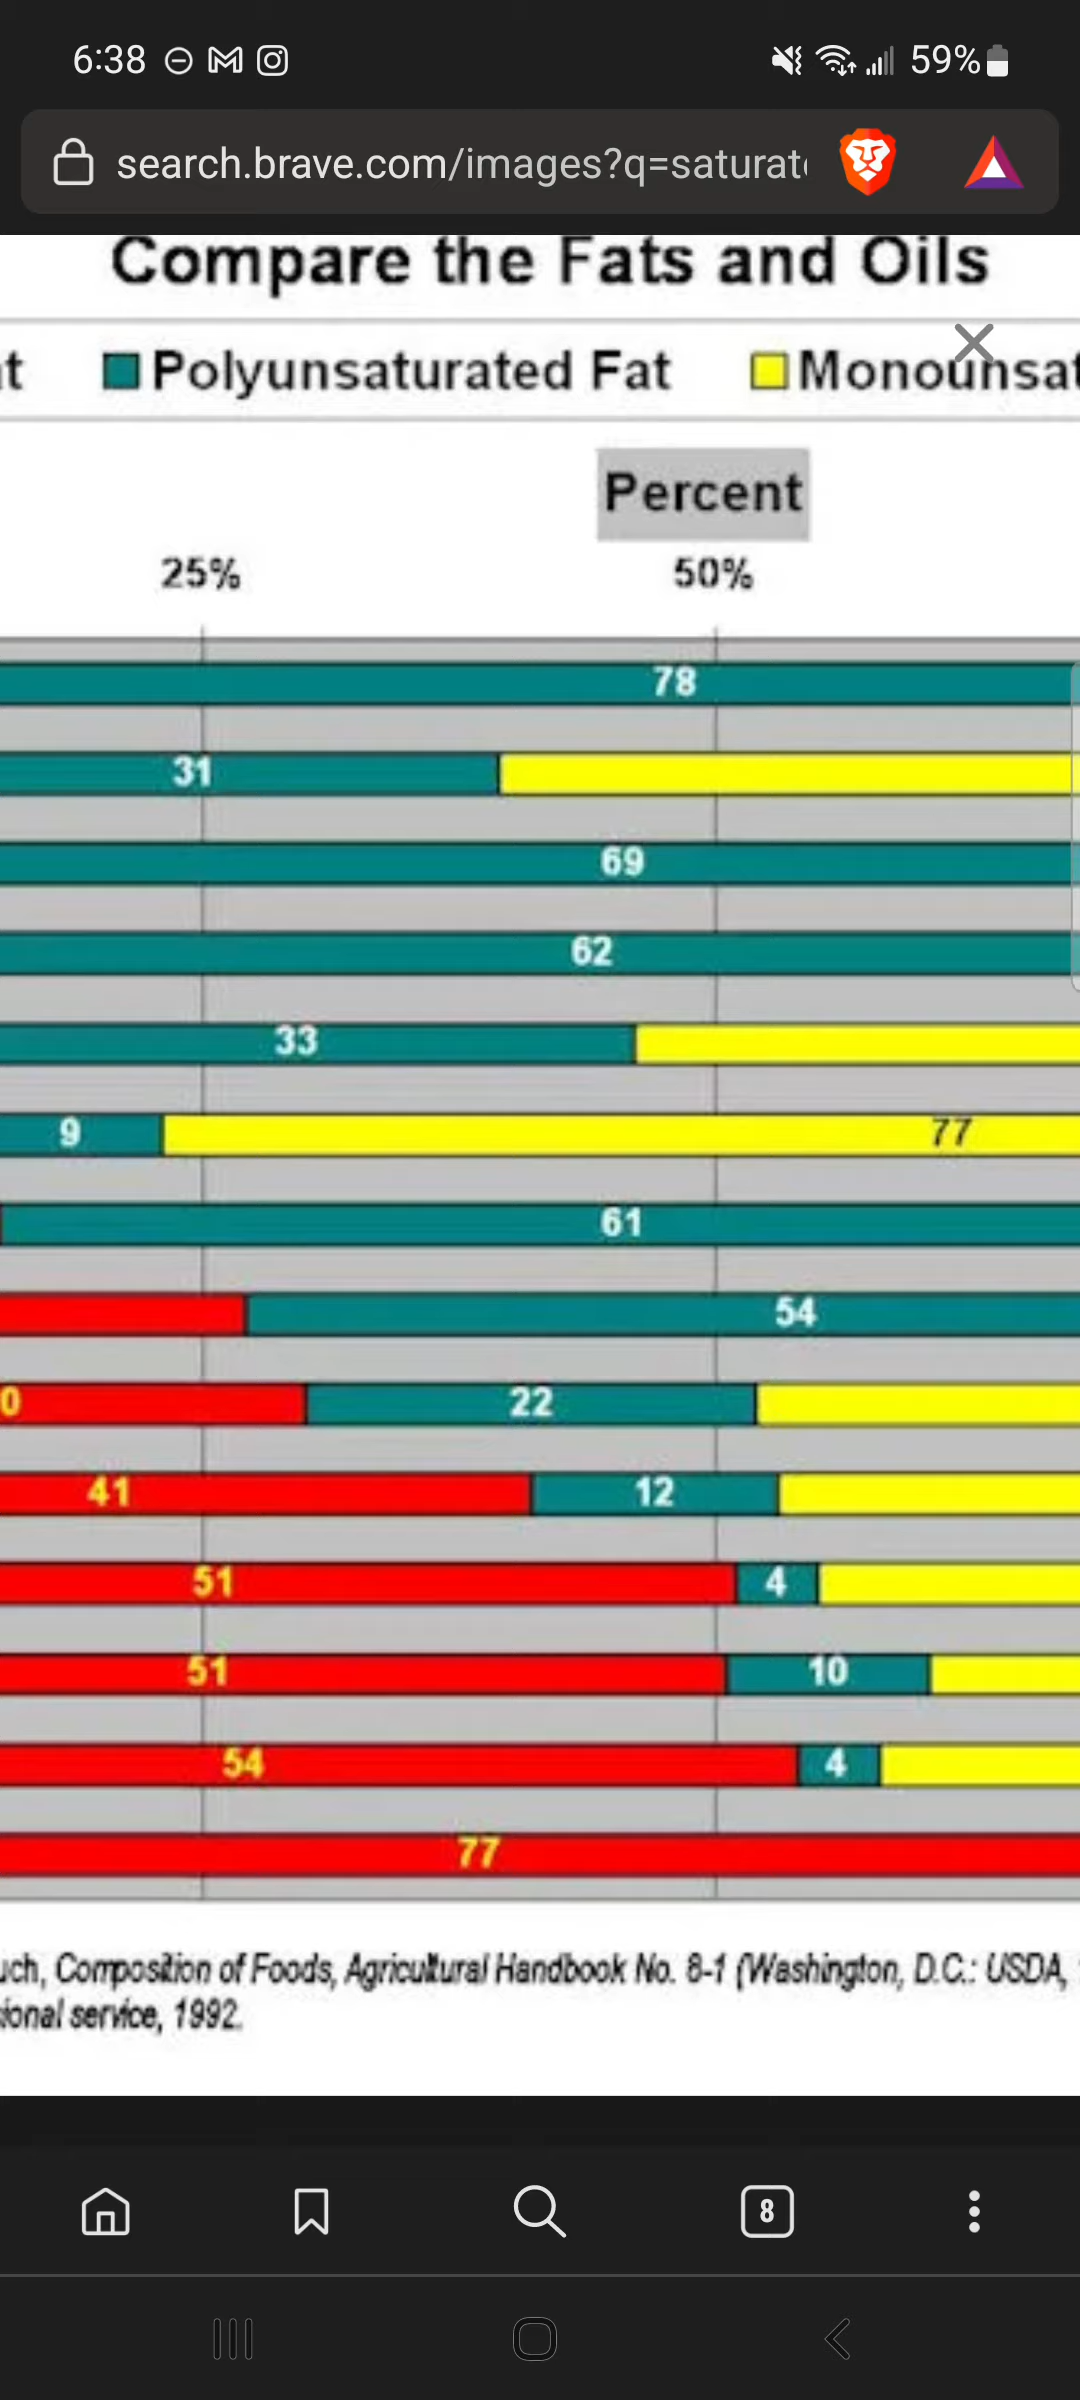 6:38 59%
search.brave.com/images?q=saturat
Compare the Fats and Oils
t Polyunsaturated Fat Monounsat
Percent
25% 50%
78
31
69
62
33
9 77
61
54
0 22
41 12
51 4
51 10
54 4
77
uch, Composition of Foods, Agricultural Handbook No. 8-1 (Washington, D.C.: USDA,
ional service, 1992.
8